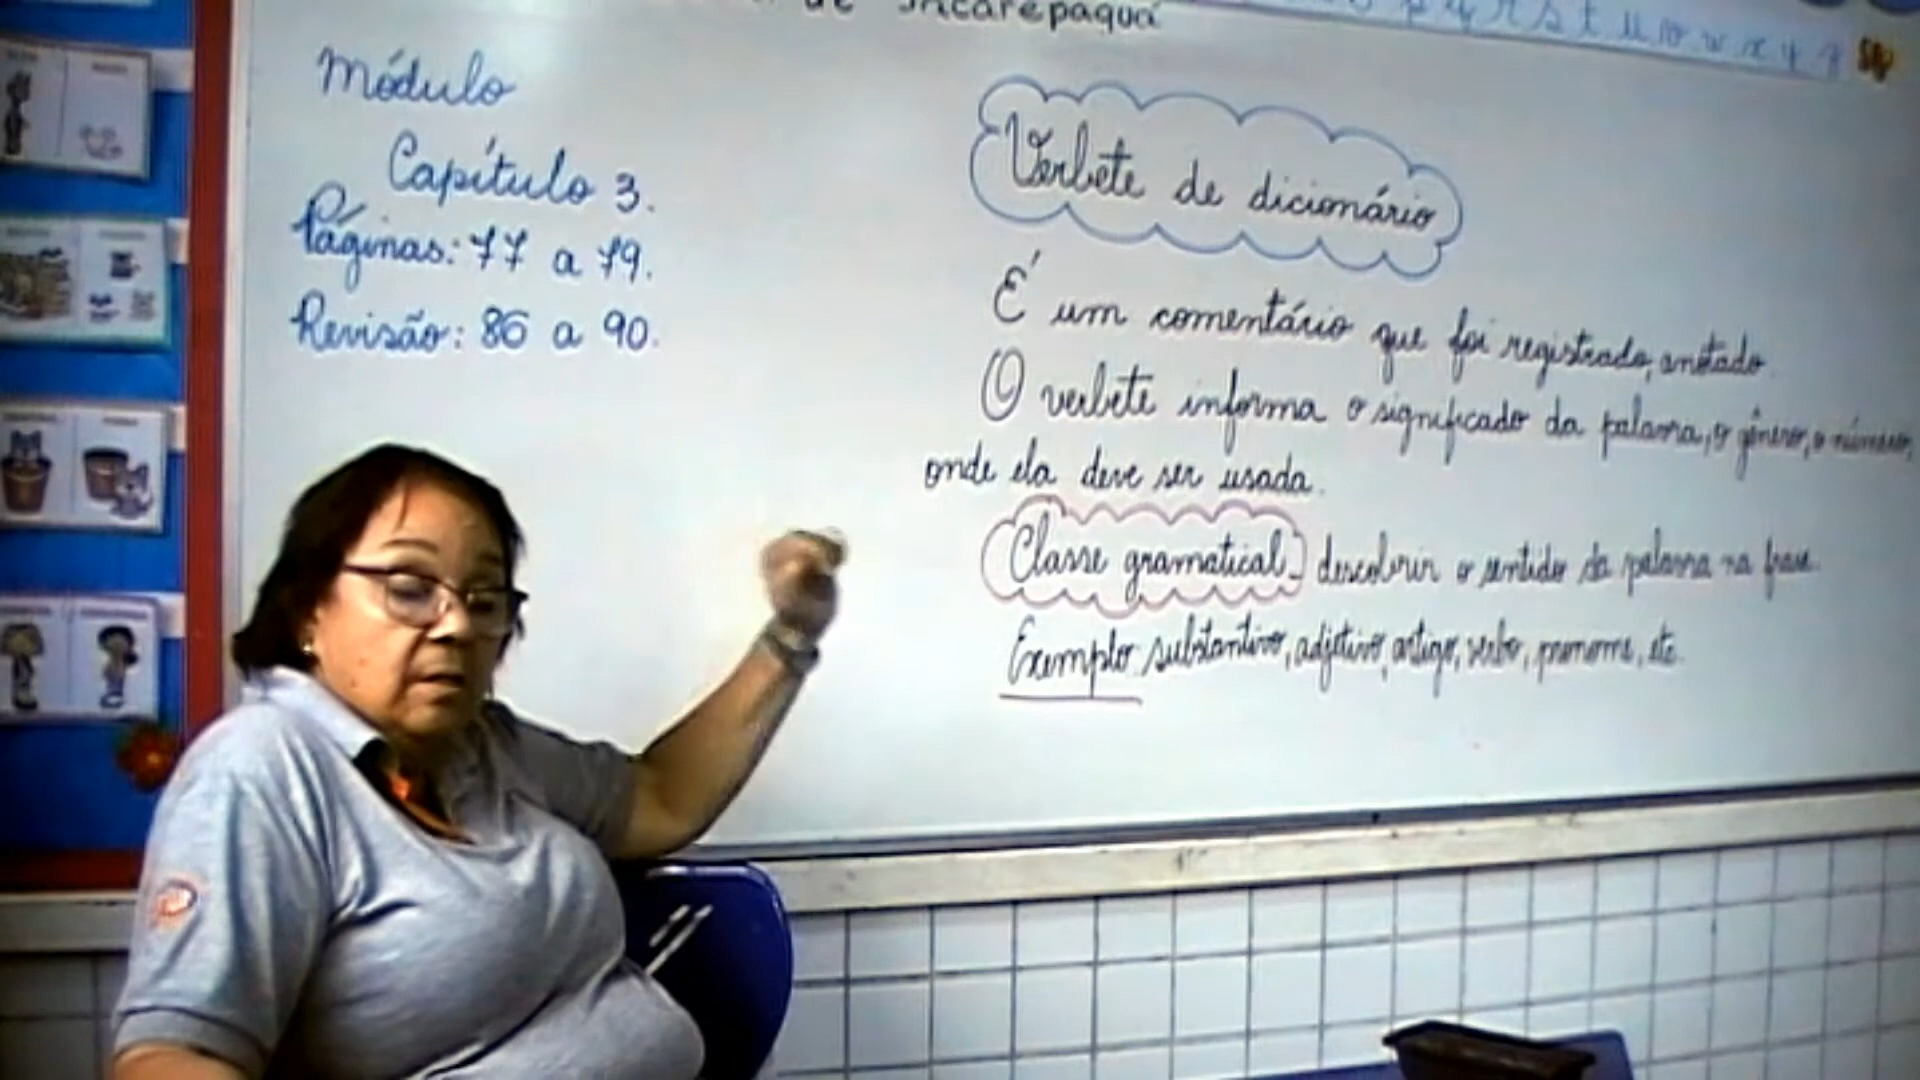 de Jacarepaguá
p q r s t u v w x y z
Módulo
Capítulo 3.
Páginas: 77 a 79.
Revisão: 86 a 90.
Verbete de dicionário
É um comentário que foi registrado, anotado.
O verbete informa o significado da palavra, o gênero, o número,
onde ela deve ser usada.
Classe gramatical - descobrir o sentido da palavra na frase.
Exemplo substantivo, adjetivo, artigo, verbo, pronome, etc.